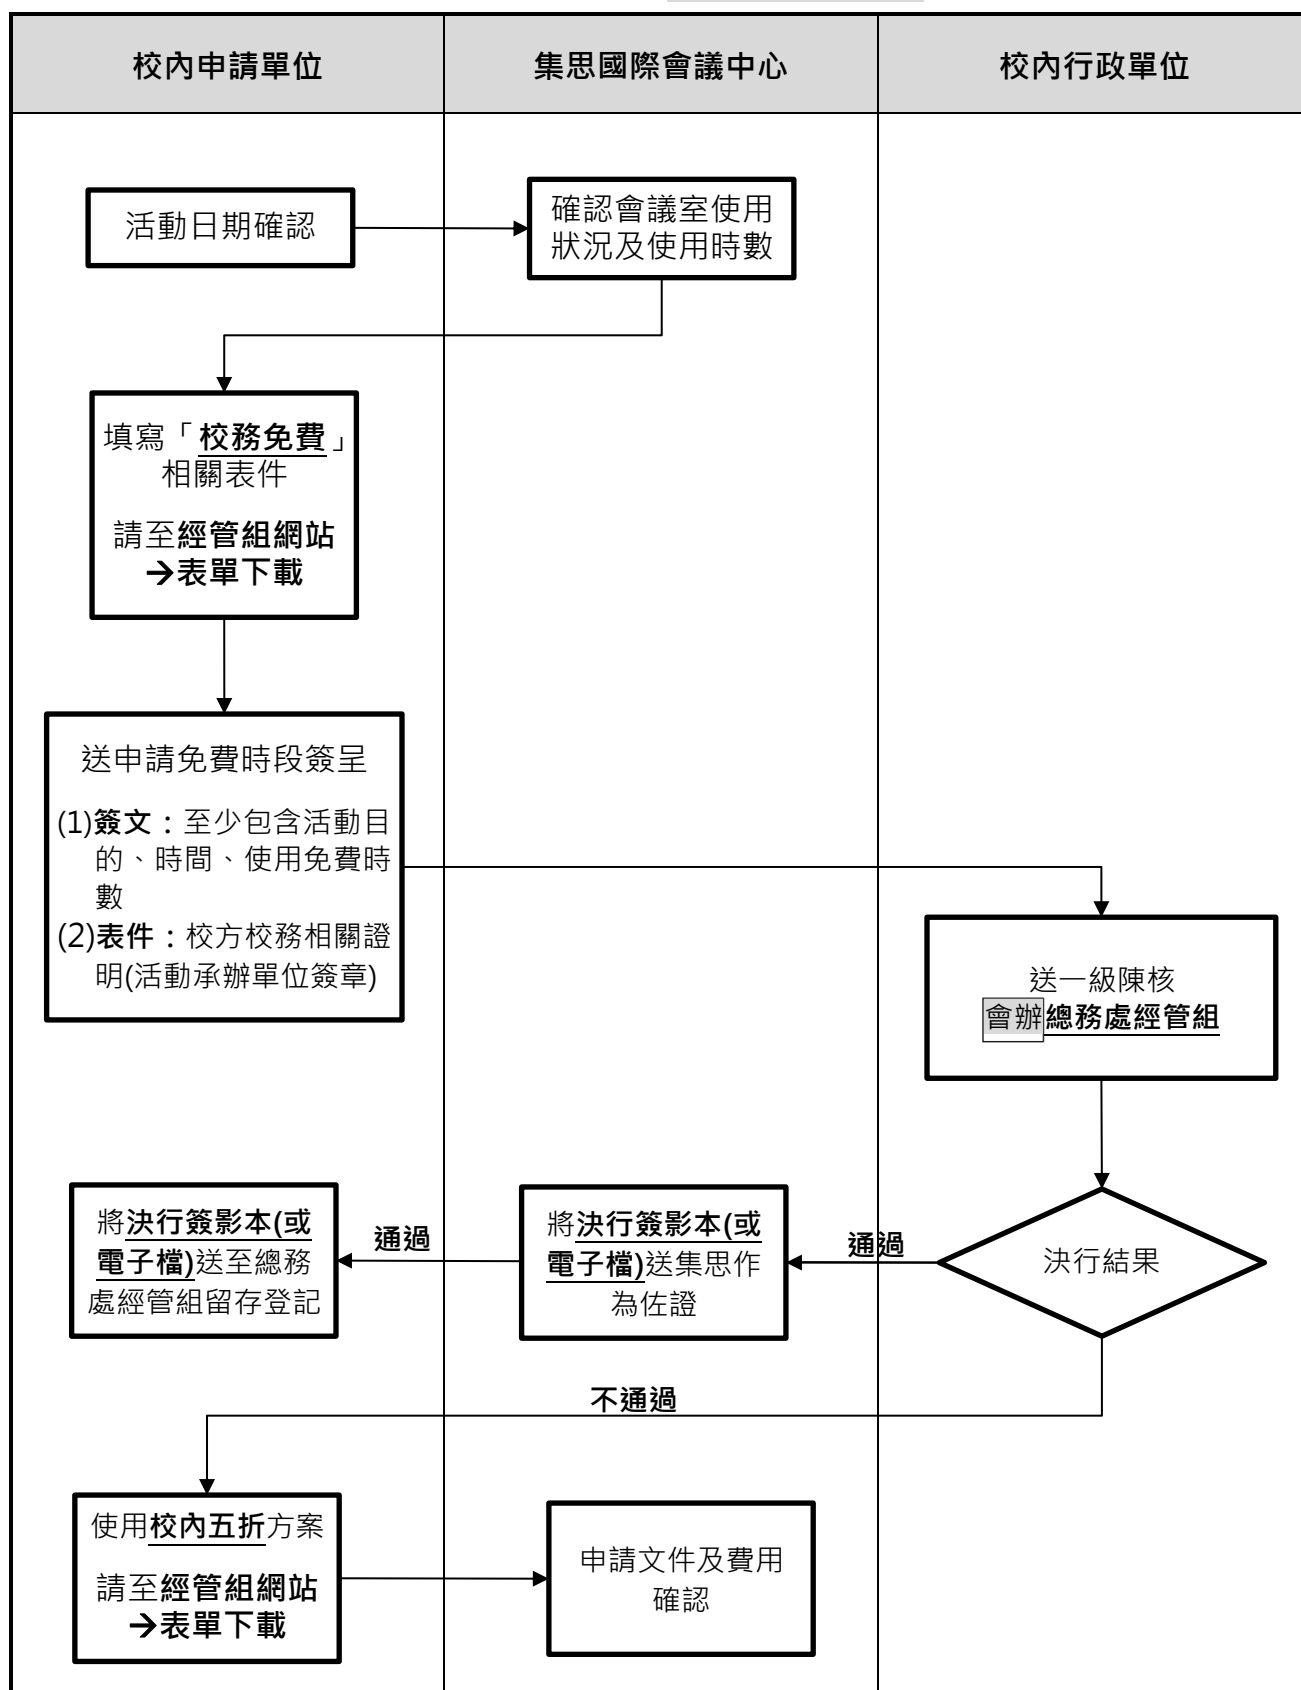 校內申請單位
集思國際會議中心
校內行政單位
活動日期確認
確認會議室使用
狀況及使用時數
填寫「校務免費」
相關表件
請至經管組網站
→表單下載
送申請免費時段簽呈
(1)簽文：至少包含活動目
的、時間、使用免費時
數
(2)表件：校方校務相關證
明(活動承辦單位簽章)
送一級陳核
會辦總務處經管組
決行結果
通過
將決行簽影本(或
電子檔)送集思作
為佐證
通過
將決行簽影本(或
電子檔)送至總務
處經管組留存登記
不通過
使用校內五折方案
請至經管組網站
→表單下載
申請文件及費用
確認